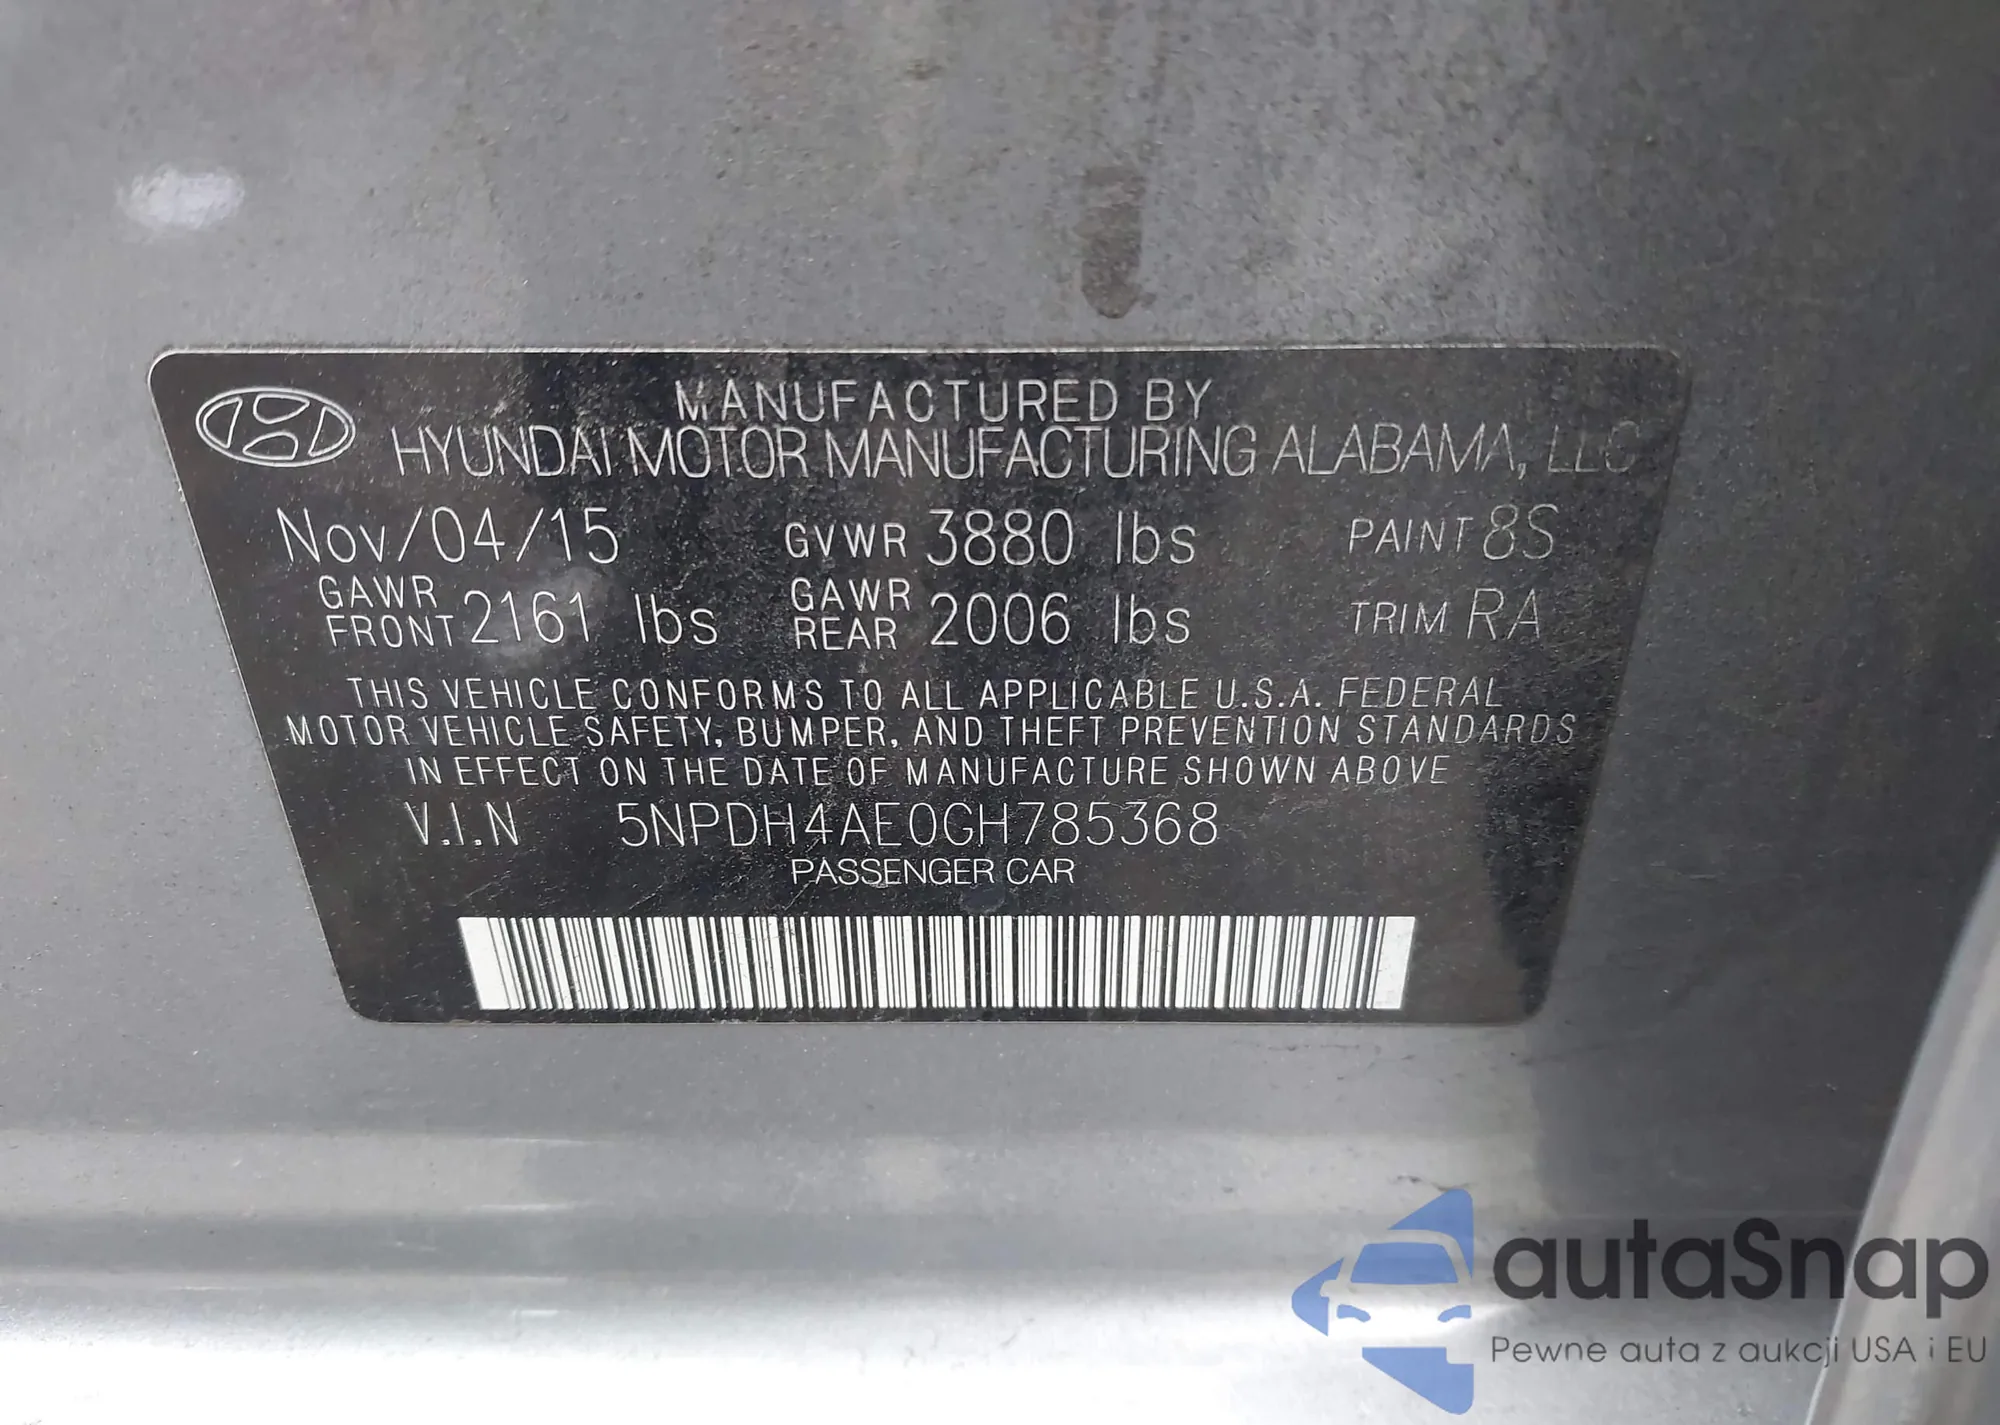 MANUFACTURED BY
HYUNDAI MOTOR MANUFACTURING ALABAMA, LLC
Nov/04/15 GVWR 3880 lbs PAINT 8S
GAWR FRONT 2161 lbs GAWR REAR 2006 lbs TRIM RA
THIS VEHICLE CONFORMS TO ALL APPLICABLE U.S.A. FEDERAL
MOTOR VEHICLE SAFETY, BUMPER, AND THEFT PREVENTION STANDARDS
IN EFFECT ON THE DATE OF MANUFACTURE SHOWN ABOVE
V.I.N 5NPDH4AE0GH785368
PASSENGER CAR
autaSnap
Pewne auta z aukcji USA i EU